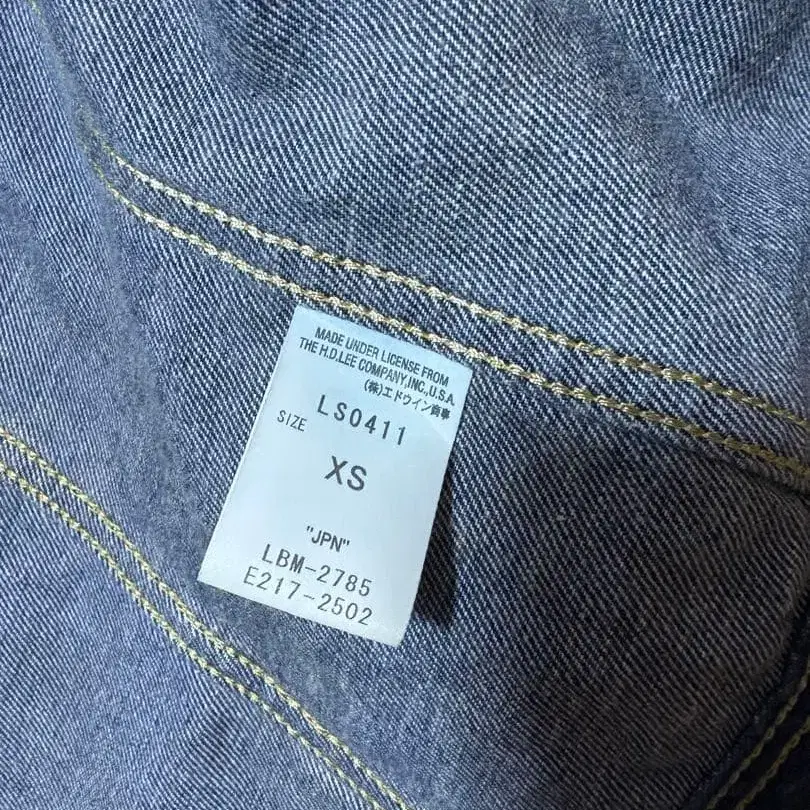 MADE UNDER LICENSE FROM
THE H.D.LEE COMPANY,INC.,U.S.A.
(株)エドウイン商事
LS0411
SIZE
XS
"JPN"
LBM-2785
E217-2502